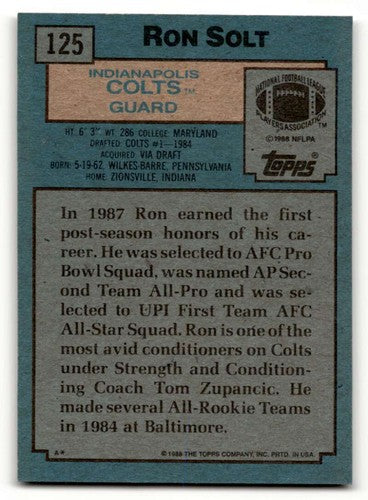 125
RON SOLT
INDIANAPOLIS
COLTS™
GUARD
NATIONAL FOOTBALL LEAGUE
PLAYERS ASSOCIATION
©1988 NFLPA
TOPPS®
HT: 6' 3" WT: 286 COLLEGE: MARYLAND
DRAFTED: COLTS #1—1984
ACQUIRED: VIA DRAFT
BORN: 5-19-62, WILKES-BARRE, PENNSYLVANIA
HOME: ZIONSVILLE, INDIANA
In 1987 Ron earned the first
post-season honors of his ca-
reer. He was selected to AFC Pro
Bowl Squad, was named AP Sec-
ond Team All-Pro and was se-
lected to UPI First Team AFC
All-Star Squad. Ron is one of the
most avid conditioners on Colts
under Strength and Condition-
ing Coach Tom Zupancic. He
made several All-Rookie Teams
in 1984 at Baltimore.
A*
©1988 THE TOPPS COMPANY, INC. PRTD. IN U.S.A.